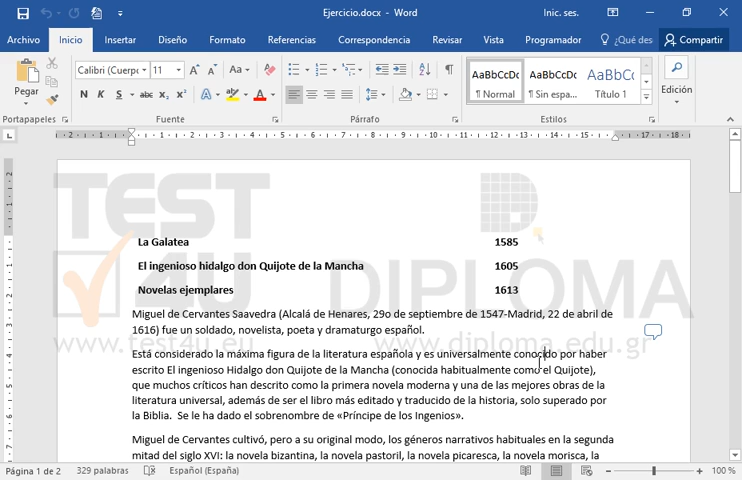 Ejercicio.docx - Word
Inic. ses.
Archivo Inicio Insertar Diseño Formato Referencias Correspondencia Revisar Vista Programador ¿Qué des Compartir
Pegar
Calibri (Cuerpo 11
Aa
N K S abc x₂ x²
AaBbCcDc AaBbCcDc AaBbCc
¶ Normal ¶ Sin espa... Título 1
Edición
Portapapeles Fuente Párrafo Estilos
TEST
4U
DIPLOMA
www.test4u.eu www.diploma.edu.gr
La Galatea 1585
El ingenioso hidalgo don Quijote de la Mancha 1605
Novelas ejemplares 1613
Miguel de Cervantes Saavedra (Alcalá de Henares, 29o de septiembre de 1547-Madrid, 22 de abril de
1616) fue un soldado, novelista, poeta y dramaturgo español.
Está considerado la máxima figura de la literatura española y es universalmente conocido por haber
escrito El ingenioso Hidalgo don Quijote de la Mancha (conocida habitualmente como el Quijote),
que muchos críticos han descrito como la primera novela moderna y una de las mejores obras de la
literatura universal, además de ser el libro más editado y traducido de la historia, solo superado por
la Biblia. Se le ha dado el sobrenombre de «Príncipe de los Ingenios».
Miguel de Cervantes cultivó, pero a su original modo, los géneros narrativos habituales en la segunda
mitad del siglo XVI: la novela bizantina, la novela pastoril, la novela picaresca, la novela morisca, la
Página 1 de 2 329 palabras Español (España) 100 %